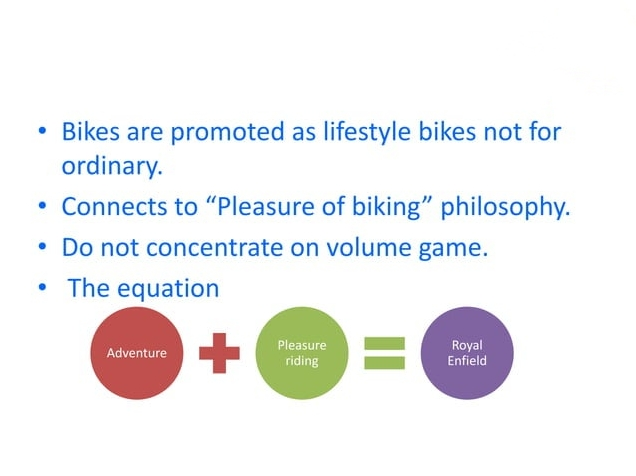 • Bikes are promoted as lifestyle bikes not for
ordinary.
• Connects to “Pleasure of biking” philosophy.
• Do not concentrate on volume game.
• The equation
Adventure
Pleasure
riding
Royal
Enfield